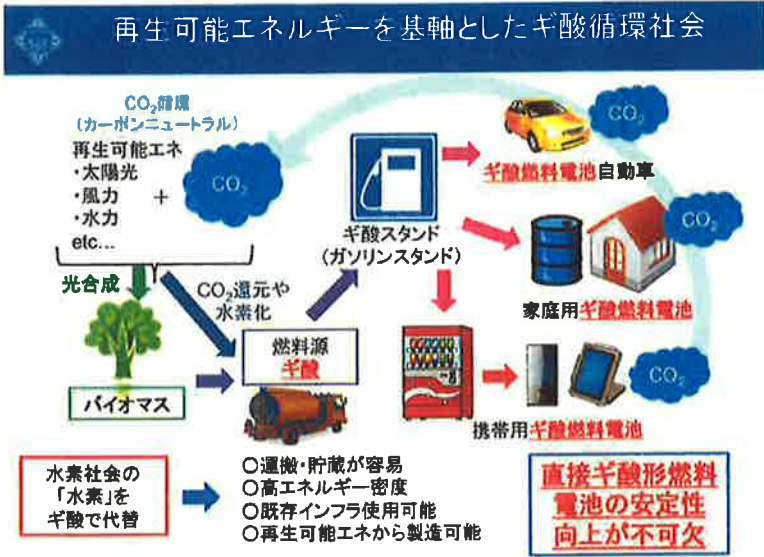 再生可能エネルギーを基軸としたギ酸循環社会
CO₂循環
(カーボンニュートラル)
再生可能エネ
・太陽光
・風力
・水力
etc...
+
CO₂
光合成
CO₂還元や
水素化
バイオマス
燃料源
ギ酸
ギ酸スタンド
(ガソリンスタンド)
CO₂
ギ酸燃料電池自動車
CO₂
家庭用ギ酸燃料電池
CO₂
携帯用ギ酸燃料電池
水素社会の
「水素」を
ギ酸で代替
○運搬・貯蔵が容易
○高エネルギー密度
○既存インフラ使用可能
○再生可能エネから製造可能
直接ギ酸形燃料
電池の安定性
向上が不可欠